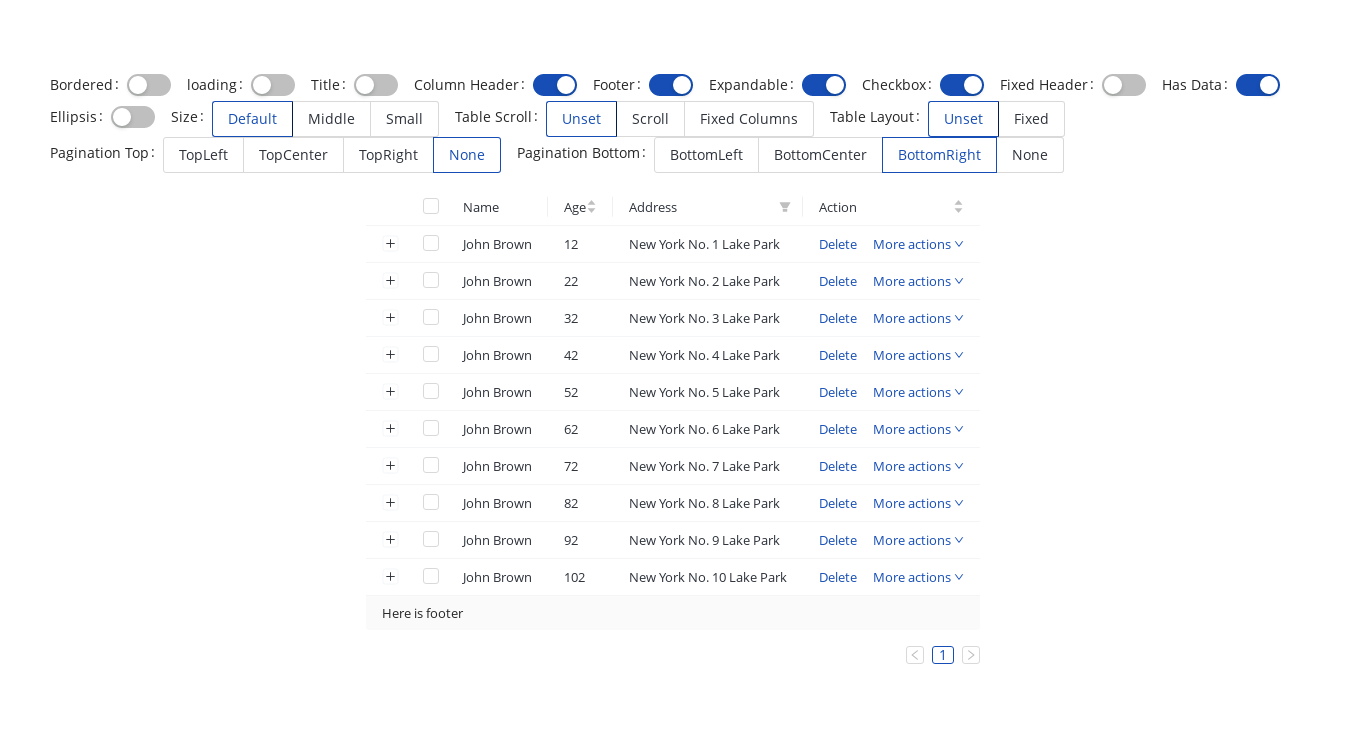 Bordered: loading: Title: Column Header: Footer: Expandable: Checkbox: Fixed Header: Has Data:
Ellipsis: Size: Default Middle Small Table Scroll: Unset Scroll Fixed Columns Table Layout: Unset Fixed
Pagination Top: TopLeft TopCenter TopRight None Pagination Bottom: BottomLeft BottomCenter BottomRight None
Name Age Address Action
John Brown 12 New York No. 1 Lake Park Delete More actions
John Brown 22 New York No. 2 Lake Park Delete More actions
John Brown 32 New York No. 3 Lake Park Delete More actions
John Brown 42 New York No. 4 Lake Park Delete More actions
John Brown 52 New York No. 5 Lake Park Delete More actions
John Brown 62 New York No. 6 Lake Park Delete More actions
John Brown 72 New York No. 7 Lake Park Delete More actions
John Brown 82 New York No. 8 Lake Park Delete More actions
John Brown 92 New York No. 9 Lake Park Delete More actions
John Brown 102 New York No. 10 Lake Park Delete More actions
Here is footer
1